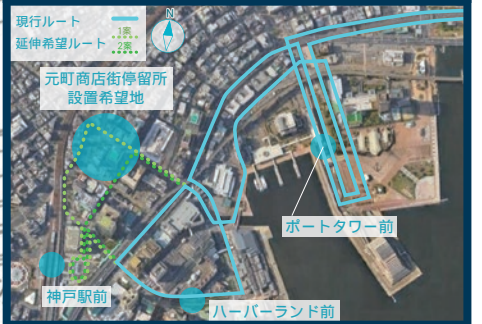 現行ルート
延伸希望ルート
1案
2案
N
元町商店街停留所
設置希望地
ポートタワー前
神戸駅前
ハーバーランド前